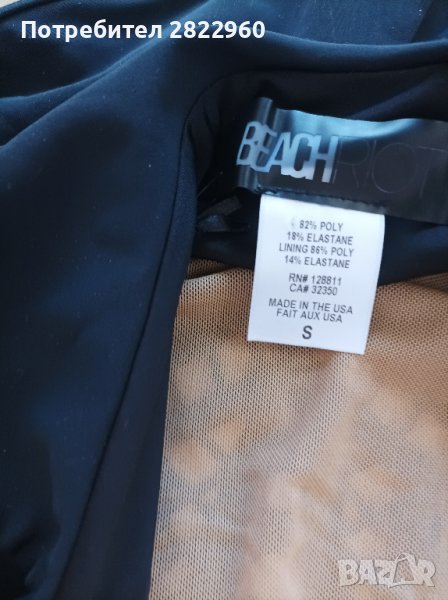 Потребител 2822960
BEACHRIOT
82% POLY
18% ELASTANE
LINING 86% POLY
14% ELASTANE
RN# 128811
CA# 32350
MADE IN THE USA
FAIT AUX USA
S
BAZAR